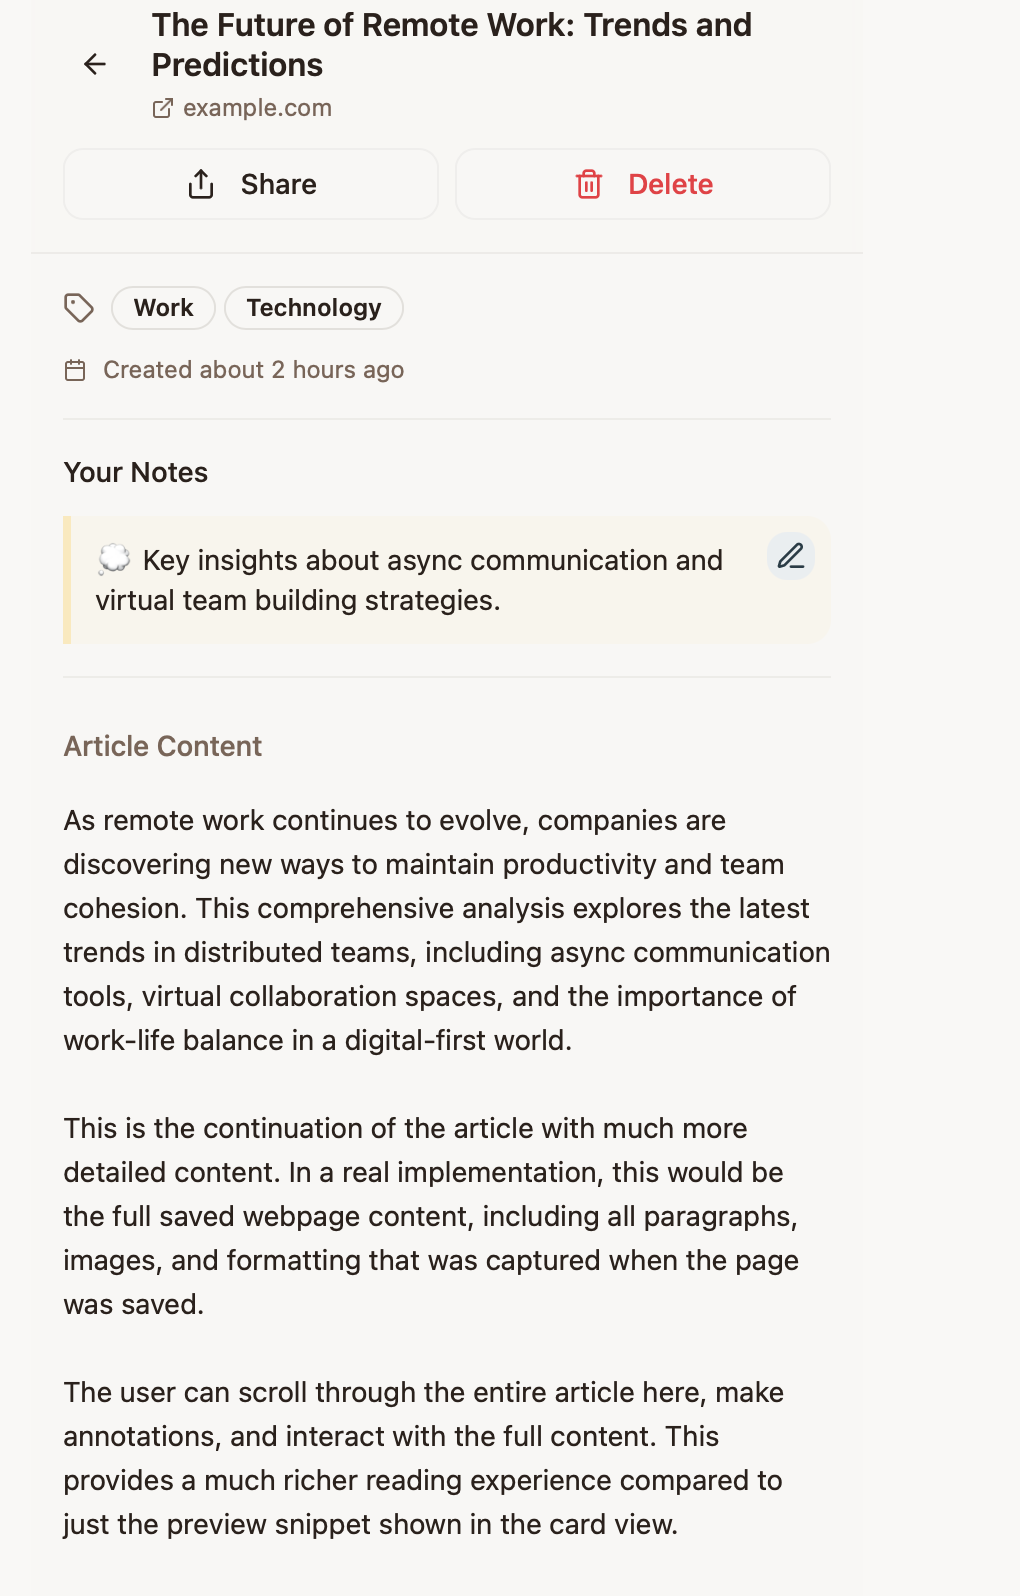 The Future of Remote Work: Trends and
Predictions
example.com
Share
Delete
Work
Technology
Created about 2 hours ago
Your Notes
💭 Key insights about async communication and
virtual team building strategies.
Article Content
As remote work continues to evolve, companies are
discovering new ways to maintain productivity and team
cohesion. This comprehensive analysis explores the latest
trends in distributed teams, including async communication
tools, virtual collaboration spaces, and the importance of
work-life balance in a digital-first world.
This is the continuation of the article with much more
detailed content. In a real implementation, this would be
the full saved webpage content, including all paragraphs,
images, and formatting that was captured when the page
was saved.
The user can scroll through the entire article here, make
annotations, and interact with the full content. This
provides a much richer reading experience compared to
just the preview snippet shown in the card view.